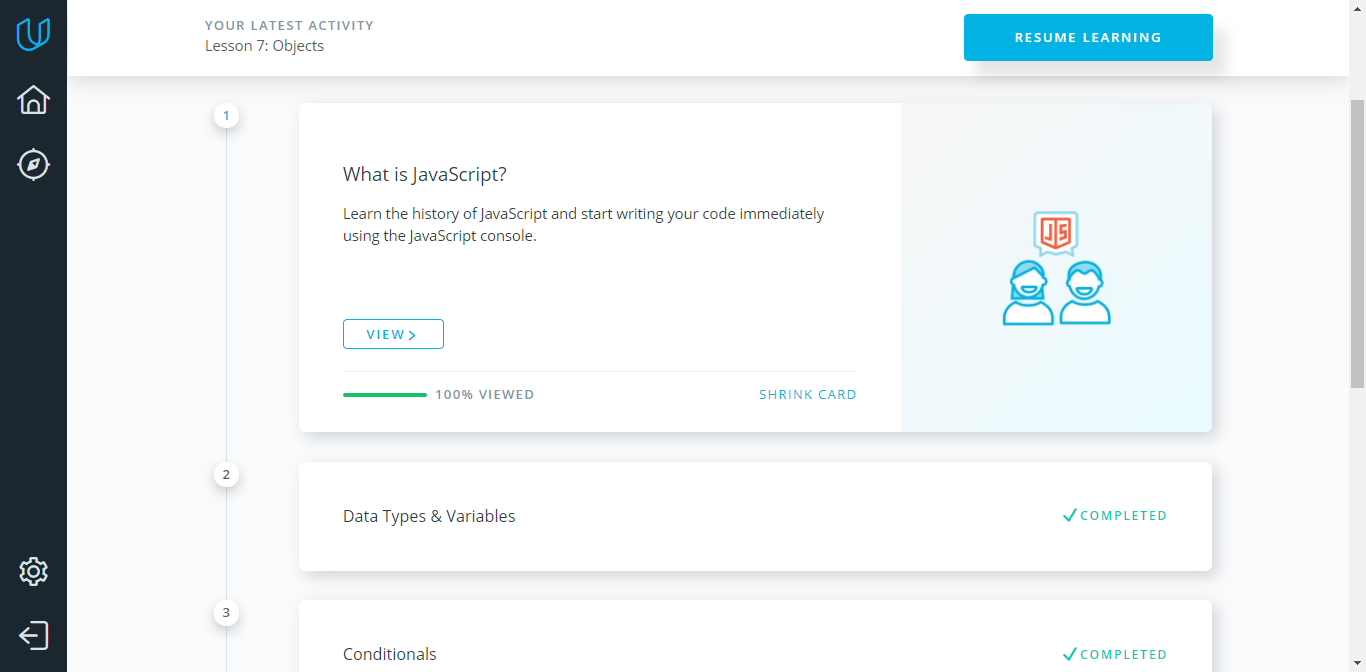 YOUR LATEST ACTIVITY
Lesson 7: Objects
RESUME LEARNING
1
What is JavaScript?
Learn the history of JavaScript and start writing your code immediately
using the JavaScript console.
JS
VIEW
100% VIEWED
SHRINK CARD
2
Data Types & Variables
COMPLETED
3
Conditionals
COMPLETED